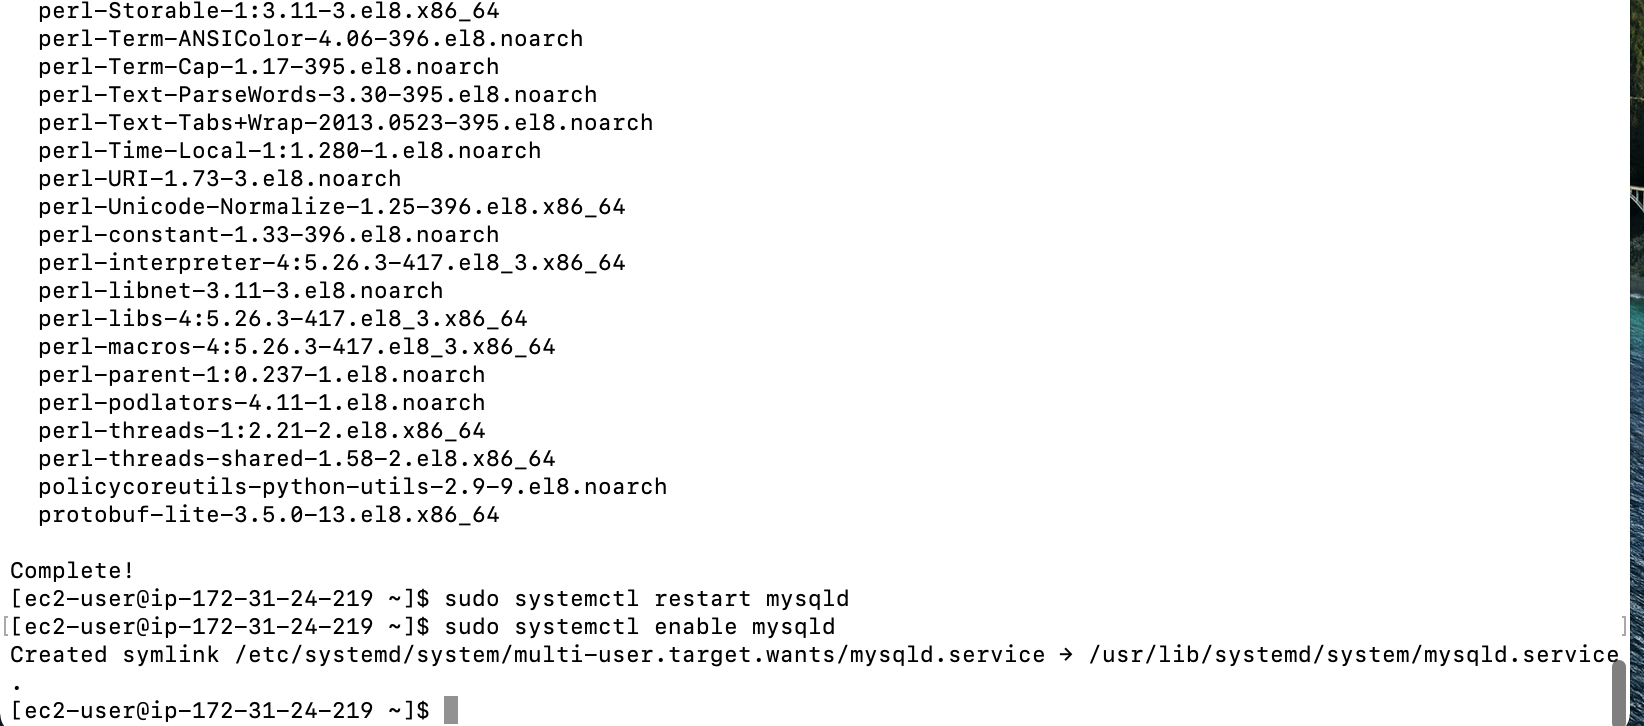 perl-Storable-1:3.11-3.el8.x86_64
perl-Term-ANSIColor-4.06-396.el8.noarch
perl-Term-Cap-1.17-395.el8.noarch
perl-Text-ParseWords-3.30-395.el8.noarch
perl-Text-Tabs+Wrap-2013.0523-395.el8.noarch
perl-Time-Local-1:1.280-1.el8.noarch
perl-URI-1.73-3.el8.noarch
perl-Unicode-Normalize-1.25-396.el8.x86_64
perl-constant-1.33-396.el8.noarch
perl-interpreter-4:5.26.3-417.el8_3.x86_64
perl-libnet-3.11-3.el8.noarch
perl-libs-4:5.26.3-417.el8_3.x86_64
perl-macros-4:5.26.3-417.el8_3.x86_64
perl-parent-1:0.237-1.el8.noarch
perl-podlators-4.11-1.el8.noarch
perl-threads-1:2.21-2.el8.x86_64
perl-threads-shared-1.58-2.el8.x86_64
policycoreutils-python-utils-2.9-9.el8.noarch
protobuf-lite-3.5.0-13.el8.x86_64
Complete!
[ec2-user@ip-172-31-24-219 ~]$ sudo systemctl restart mysqld
[[ec2-user@ip-172-31-24-219 ~]$ sudo systemctl enable mysqld ]
Created symlink /etc/systemd/system/multi-user.target.wants/mysqld.service → /usr/lib/systemd/system/mysqld.service
.
[ec2-user@ip-172-31-24-219 ~]$